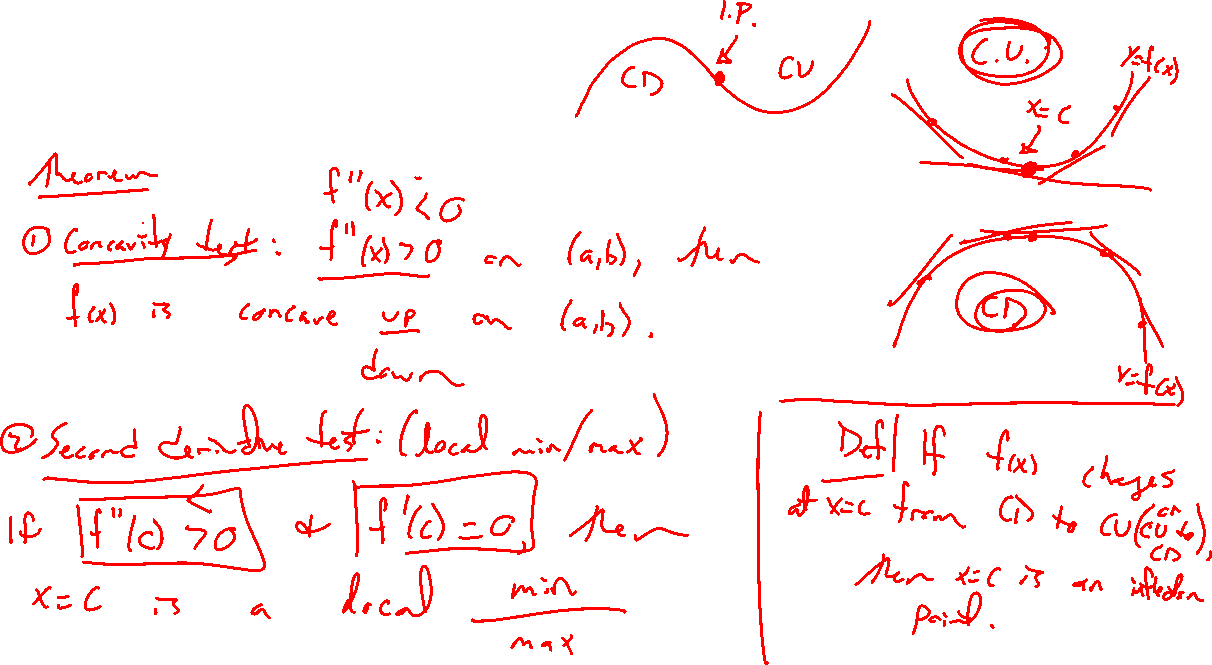 I.P.
CD
CU
C.U.
y=f(x)
x=c
Theorem
f''(x) < 0
① Concavity test: f''(x) > 0 on (a,b), then
f(x) is concave up on (a,b).
down
CD
y=f(x)
② Second derivative test: (local min/max)
If f''(c) > 0 & f'(c) = 0 then
<
x=c is a local min
max
Def If f(x) changes
at x=c from CD to CU (or CU to CD),
then x=c is an inflection
point.